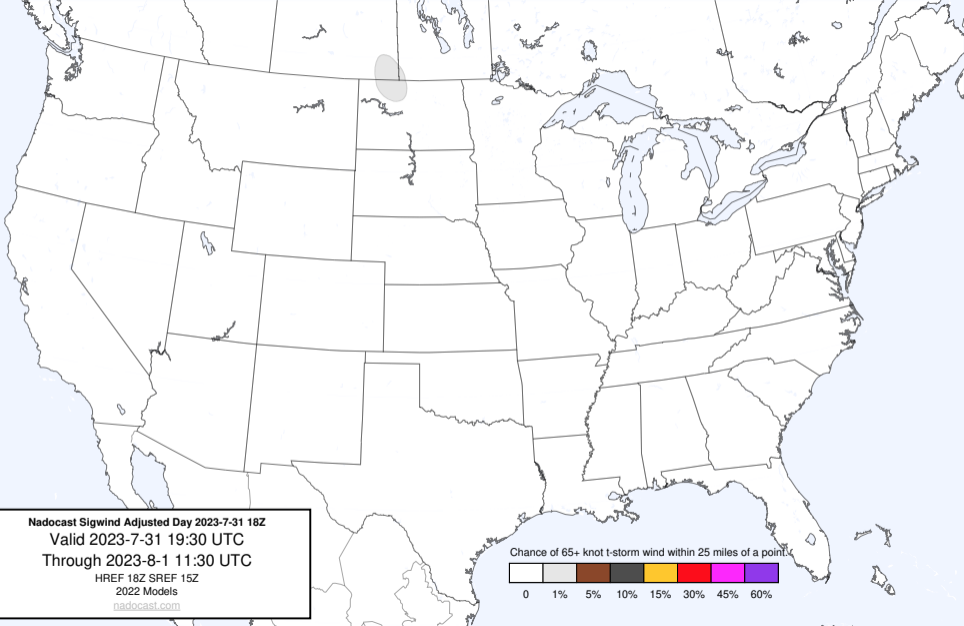 Nadocast Sigwind Adjusted Day 2023-7-31 18Z
Valid 2023-7-31 19:30 UTC
Through 2023-8-1 11:30 UTC
HREF 18Z SREF 15Z
2022 Models
nadocast.com
Chance of 65+ knot t-storm wind within 25 miles of a point.
0 1% 5% 10% 15% 30% 45% 60%